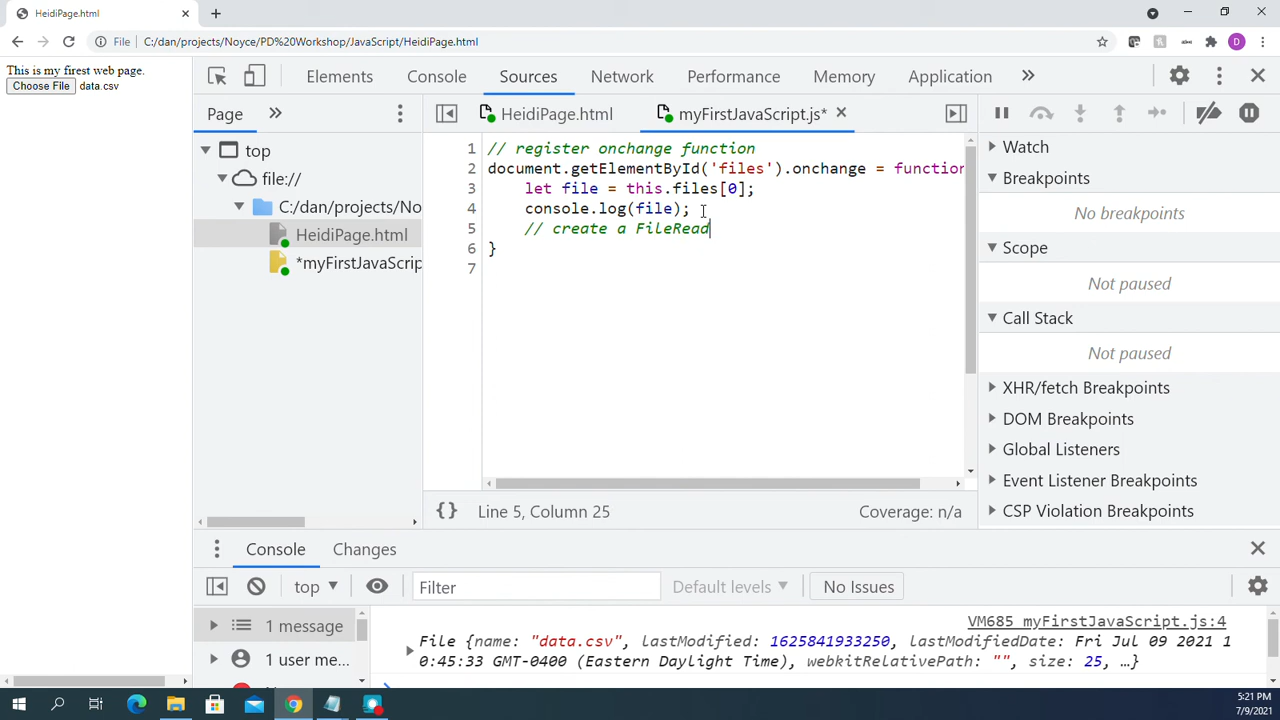 HeidiPage.html
File C:/dan/projects/Noyce/PD%20Workshop/JavaScript/HeidiPage.html
D
This is my firest web page.
Choose File data.csv
Elements Console Sources Network Performance Memory Application
Page
HeidiPage.html
myFirstJavaScript.js*
top
file://
C:/dan/projects/No
HeidiPage.html
*myFirstJavaScrip
1 // register onchange function
2 document.getElementById('files').onchange = function
3 let file = this.files[0];
4 console.log(file);
5 // create a FileRead
6 }
7
{} Line 5, Column 25
Coverage: n/a
Watch
Breakpoints
No breakpoints
Scope
Not paused
Call Stack
Not paused
XHR/fetch Breakpoints
DOM Breakpoints
Global Listeners
Event Listener Breakpoints
CSP Violation Breakpoints
Console Changes
top Filter Default levels No Issues
1 message
1 user me...
VM685 myFirstJavaScript.js:4
File {name: "data.csv", lastModified: 1625841933250, lastModifiedDate: Fri Jul 09 2021 1
0:45:33 GMT-0400 (Eastern Daylight Time), webkitRelativePath: "", size: 25, …}
5:21 PM
7/9/2021